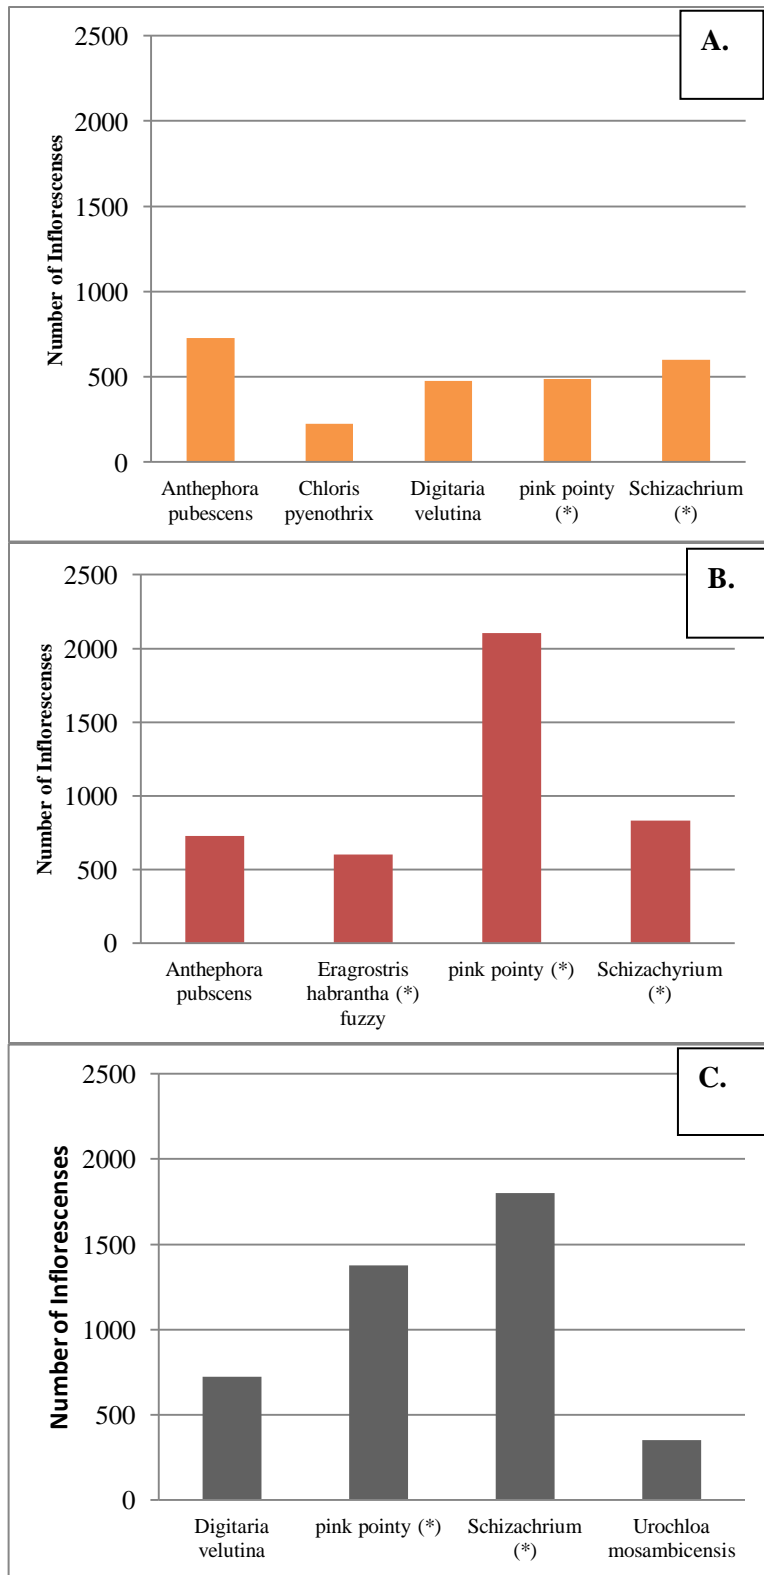 A.
Number of Inflorescenses
2500
2000
1500
1000
500
0
Anthephora
pubescens
Chloris
pyenothrix
Digitaria
velutina
pink pointy
(*)
Schizachrium
(*)
B.
Number of Inflorescenses
2500
2000
1500
1000
500
0
Anthephora
pubscens
Eragrostris
habrantha (*)
fuzzy
pink pointy (*)
Schizachyrium
(*)
C.
Number of Inflorescenses
2500
2000
1500
1000
500
0
Digitaria
velutina
pink pointy (*)
Schizachrium
(*)
Urochloa
mosambicensis